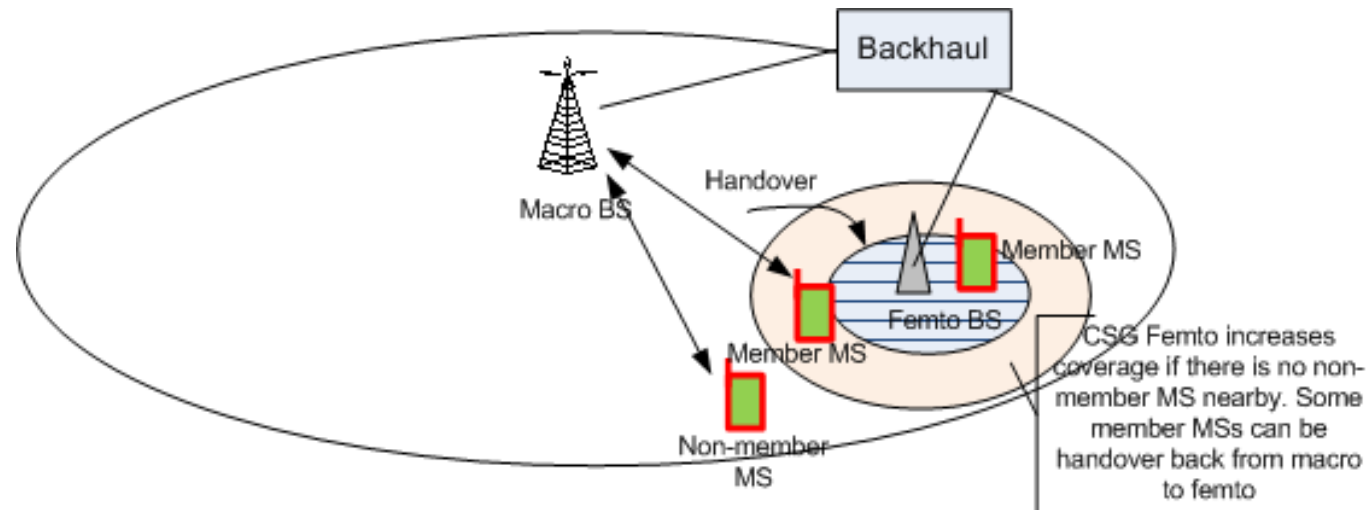 Backhaul
Handover
Macro BS
Member MS
Femto BS
Member MS
Non-member
MS
CSG Femto increases
coverage if there is no non-
member MS nearby. Some
member MSs can be
handover back from macro
to femto